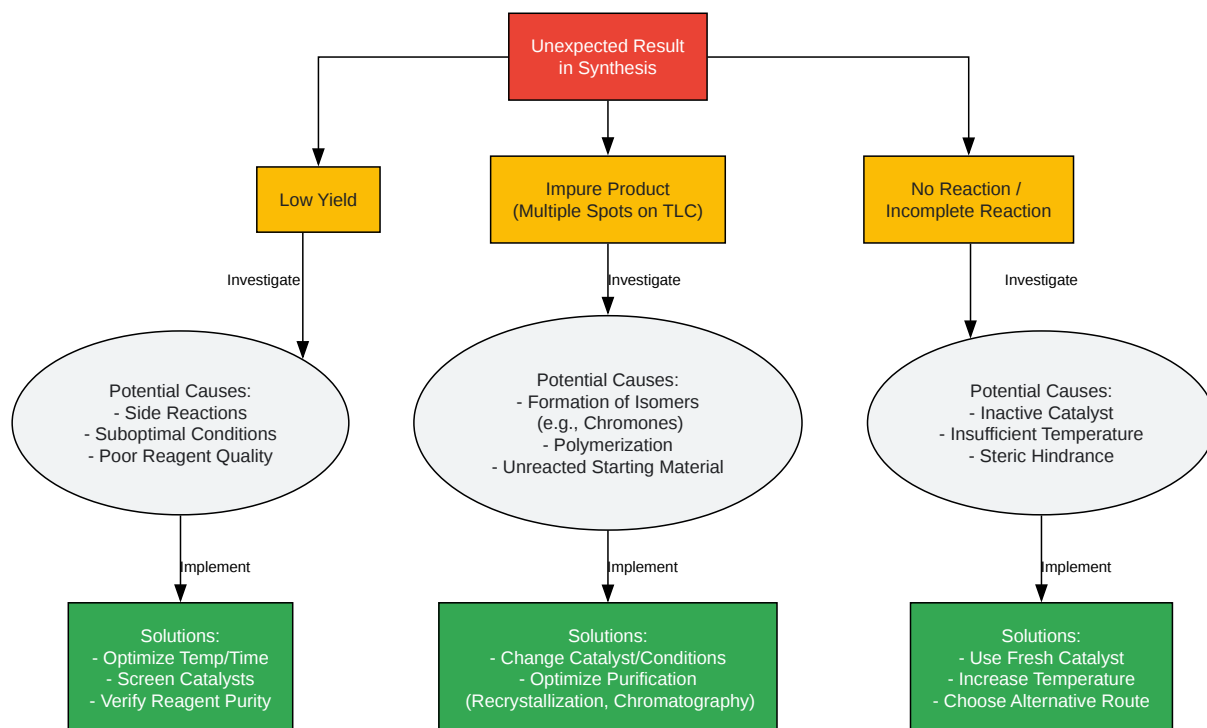 Unexpected Result
in Synthesis
Low Yield
Impure Product
(Multiple Spots on TLC)
No Reaction /
Incomplete Reaction
Investigate
Investigate
Investigate
Potential Causes:
- Side Reactions
- Suboptimal Conditions
- Poor Reagent Quality
Potential Causes:
- Formation of Isomers
(e.g., Chromones)
- Polymerization
- Unreacted Starting Material
Potential Causes:
- Inactive Catalyst
- Insufficient Temperature
- Steric Hindrance
Implement
Implement
Implement
Solutions:
- Optimize Temp/Time
- Screen Catalysts
- Verify Reagent Purity
Solutions:
- Change Catalyst/Conditions
- Optimize Purification
(Recrystallization, Chromatography)
Solutions:
- Use Fresh Catalyst
- Increase Temperature
- Choose Alternative Route